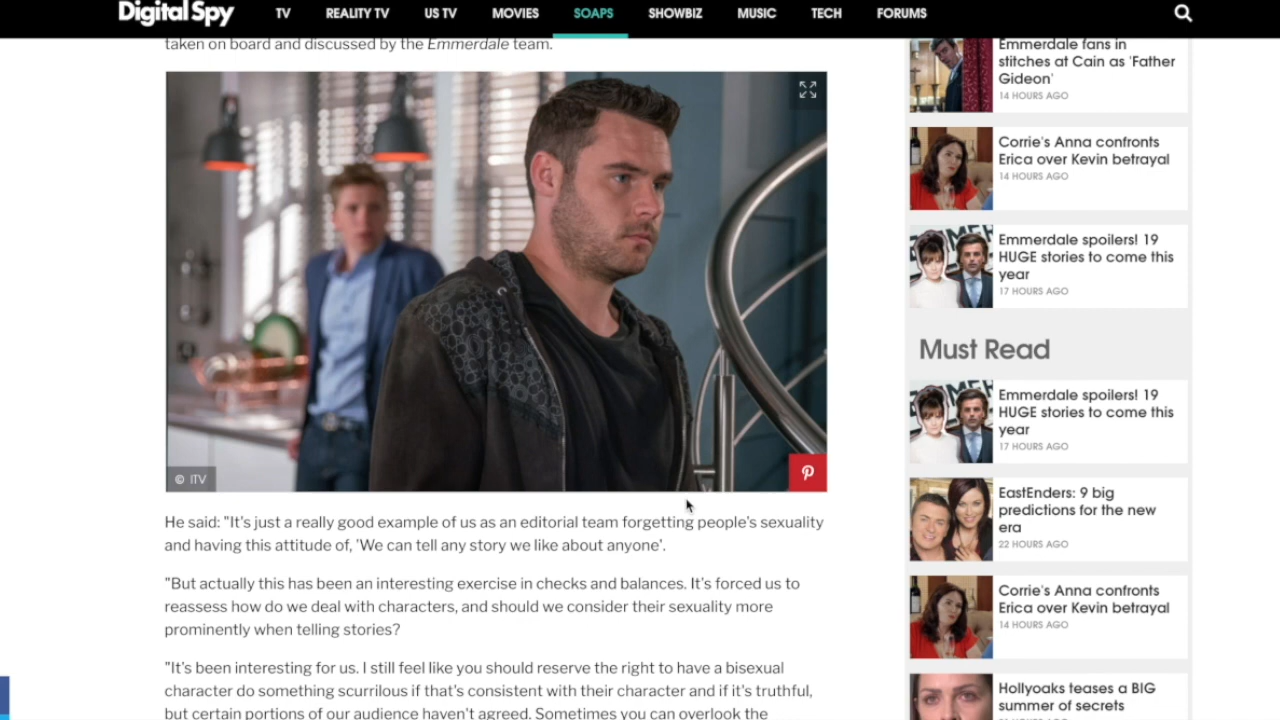 Digital Spy
TV
REALITY TV
US TV
MOVIES
SOAPS
SHOWBIZ
MUSIC
TECH
FORUMS
taken on board and discussed by the Emmerdale team.
© ITV
He said: "It's just a really good example of us as an editorial team forgetting people's sexuality
and having this attitude of, 'We can tell any story we like about anyone'.
"But actually this has been an interesting exercise in checks and balances. It's forced us to
reassess how do we deal with characters, and should we consider their sexuality more
prominently when telling stories?
"It's been interesting for us. I still feel like you should reserve the right to have a bisexual
character do something scurrilous if that's consistent with their character and if it's truthful,
but certain portions of our audience haven't agreed. Sometimes you can overlook the
Emmerdale fans in
stitches at Cain as 'Father
Gideon'
14 HOURS AGO
Corrie's Anna confronts
Erica over Kevin betrayal
14 HOURS AGO
Emmerdale spoilers! 19
HUGE stories to come this
year
17 HOURS AGO
Must Read
Emmerdale spoilers! 19
HUGE stories to come this
year
17 HOURS AGO
EastEnders: 9 big
predictions for the new
era
22 HOURS AGO
Corrie's Anna confronts
Erica over Kevin betrayal
14 HOURS AGO
Hollyoaks teases a BIG
summer of secrets